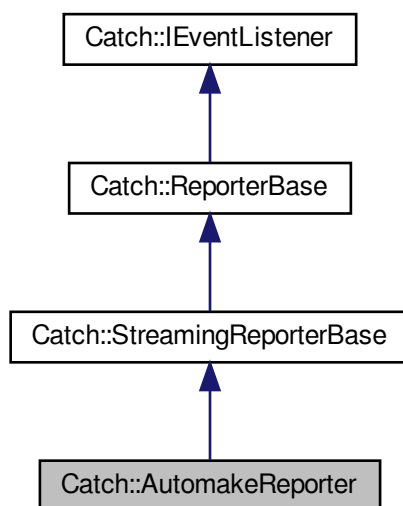 Catch::IEventListener
Catch::ReporterBase
Catch::StreamingReporterBase
Catch::AutomakeReporter